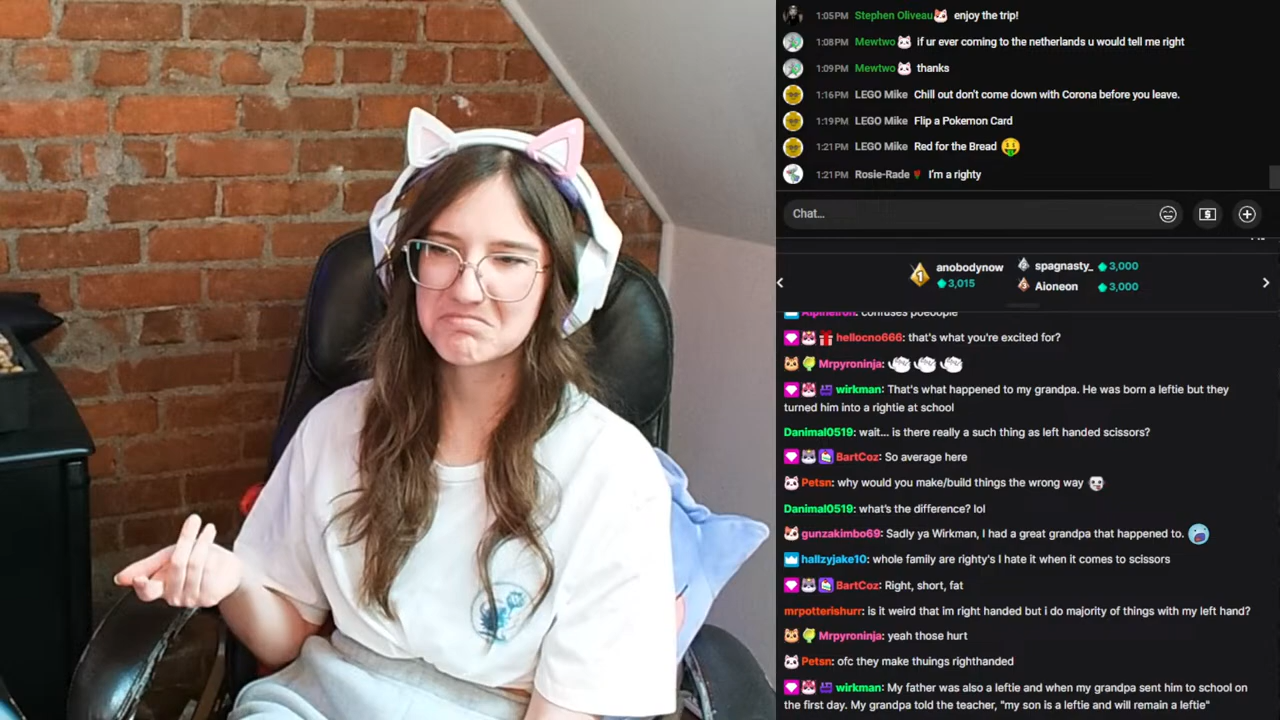 1:05PM Stephen Oliveau enjoy the trip!
1:08PM Mewtwo if ur ever coming to the netherlands u would tell me right
1:09PM Mewtwo thanks
1:16PM LEGO Mike Chill out don't come down with Corona before you leave.
1:19PM LEGO Mike Flip a Pokemon Card
1:21PM LEGO Mike Red for the Bread
1:21PM Rosie-Rade I'm a righty
Chat...
1 anobodynow 3,015
spagnasty_ 3,000
3 Aioneon 3,000
AlpineIron: confuses poeople
hellocno666: that's what you're excited for?
Mrpyroninja:
wirkman: That's what happened to my grandpa. He was born a leftie but they
turned him into a rightie at school
Danimal0519: wait... is there really a such thing as left handed scissors?
BartCoz: So average here
Petsn: why would you make/build things the wrong way
Danimal0519: what's the difference? lol
gunzakimbo69: Sadly ya Wirkman, I had a great grandpa that happened to.
hallzyjake10: whole family are righty's I hate it when it comes to scissors
BartCoz: Right, short, fat
mrpotterishurr: is it weird that im right handed but i do majority of things with my left hand?
Mrpyroninja: yeah those hurt
Petsn: ofc they make thuings righthanded
wirkman: My father was also a leftie and when my grandpa sent him to school on
the first day. My grandpa told the teacher, "my son is a leftie and will remain a leftie"